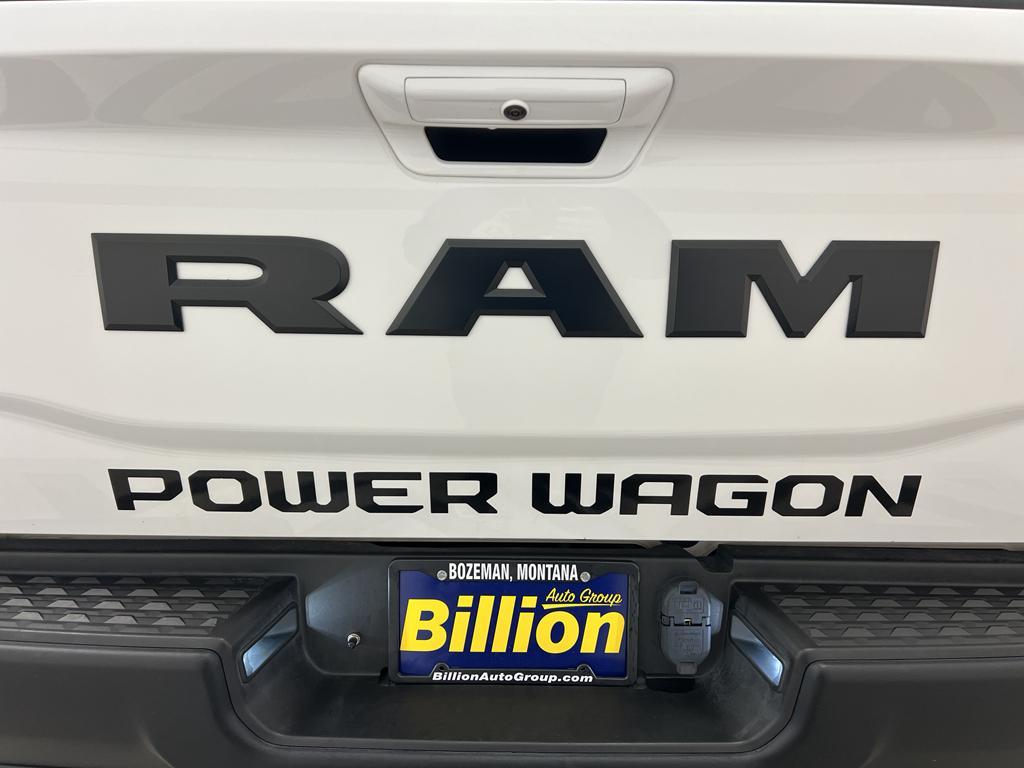 RAM
POWER WAGON
BOZEMAN, MONTANA
Auto Group
Billion
BillionAutoGroup.com